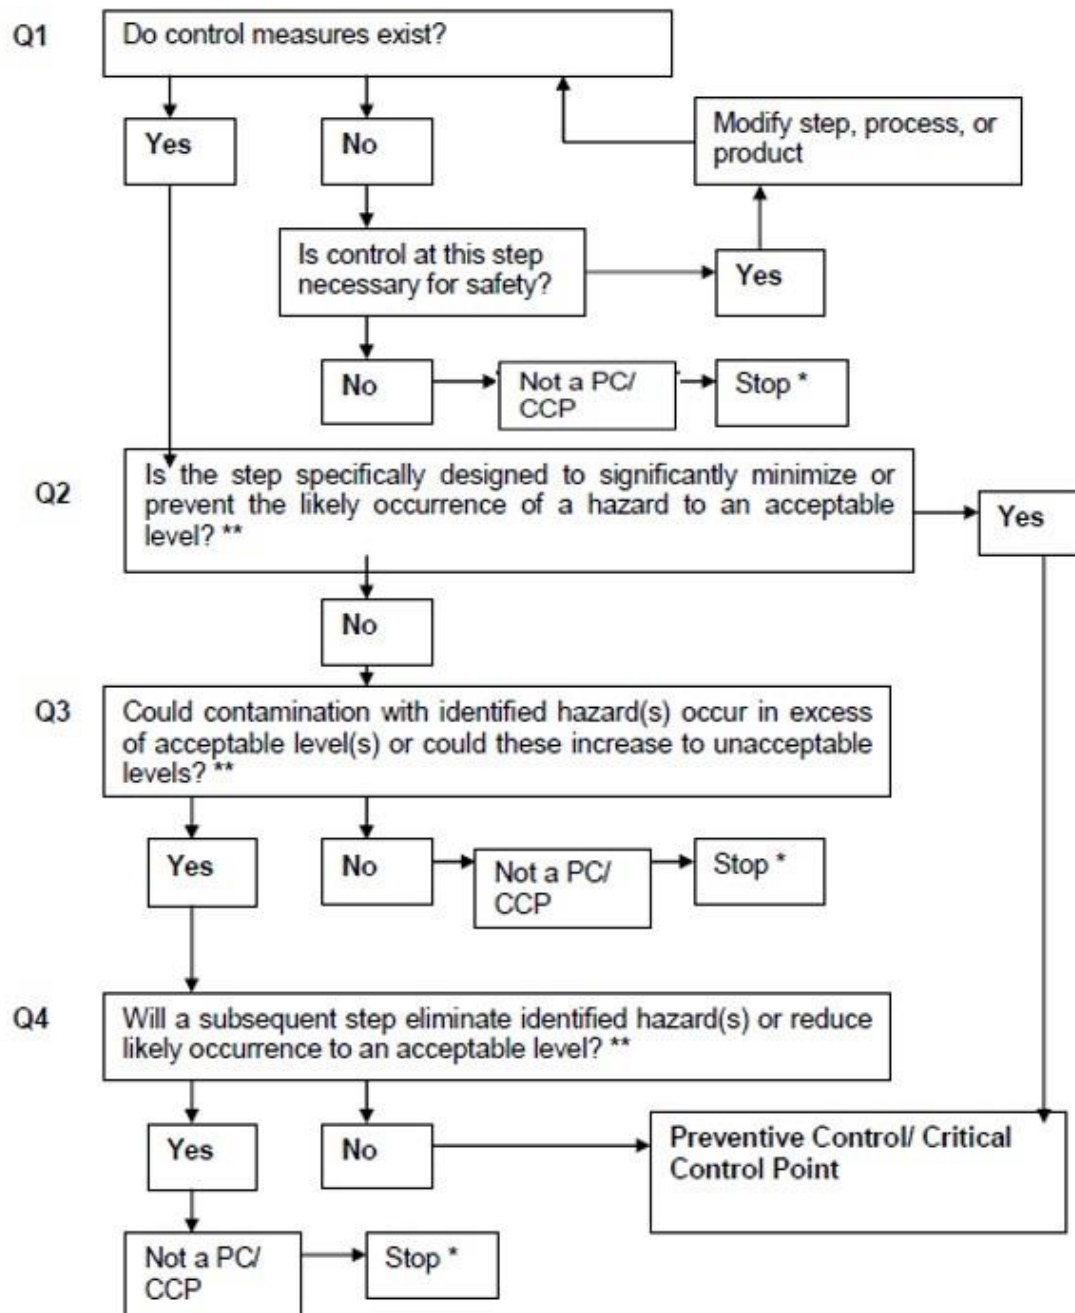 Q1
Do control measures exist?
Yes
No
Modify step, process, or
product
Is control at this step
necessary for safety?
Yes
No
Not a PC/
CCP
Stop *
Q2
Is the step specifically designed to significantly minimize or
prevent the likely occurrence of a hazard to an acceptable
level? **
Yes
No
Q3
Could contamination with identified hazard(s) occur in excess
of acceptable level(s) or could these increase to unacceptable
levels? **
Yes
No
Not a PC/
CCP
Stop *
Q4
Will a subsequent step eliminate identified hazard(s) or reduce
likely occurrence to an acceptable level? **
Yes
No
Preventive Control/ Critical
Control Point
Not a PC/
CCP
Stop *